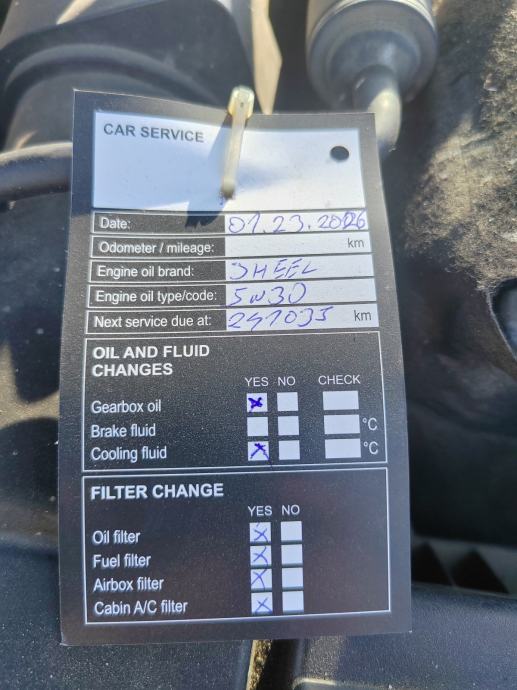 CAR SERVICE
Date: 01.23.2026
Odometer / mileage: km
Engine oil brand: SHEEL
Engine oil type/code: 5W30
Next service due at: 241035 km
OIL AND FLUID
CHANGES
YES NO CHECK
Gearbox oil
Brake fluid °C
Cooling fluid °C
FILTER CHANGE
YES NO
Oil filter
Fuel filter
Airbox filter
Cabin A/C filter